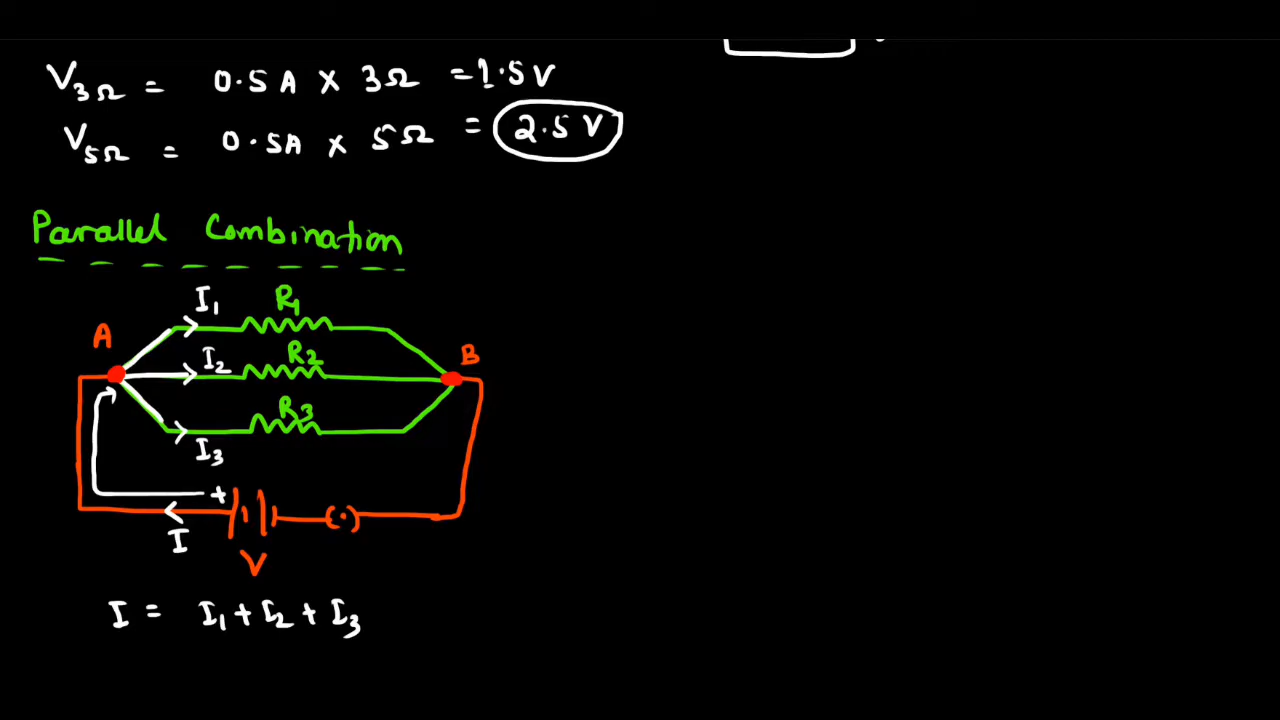 V3Ω = 0.5A × 3Ω = 1.5V
V5Ω = 0.5A × 5Ω = 2.5V
Parallel Combination
I1 R1
A I2 R2 B
R3
I3
+
I
V
I = I1 + I2 + I3